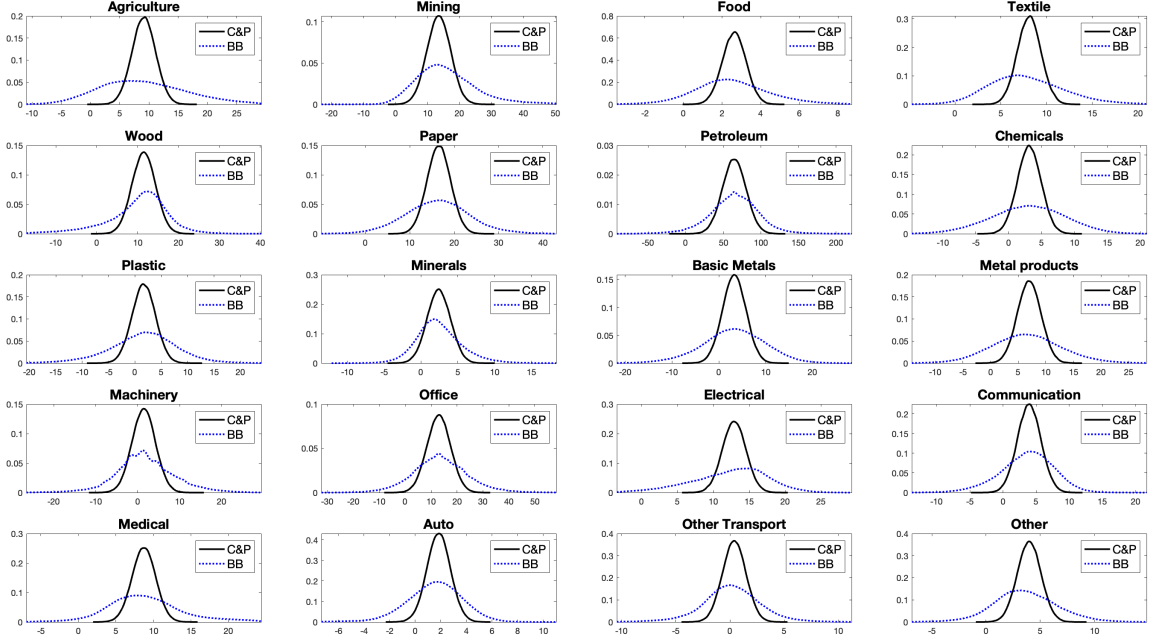 Agriculture
0.2
0.15
0.1
0.05
0
-10 -5 0 5 10 15 20 25
C&P
BB
Mining
0.1
0.05
0
-20 -10 0 10 20 30 40 50
C&P
BB
Food
0.8
0.6
0.4
0.2
0
-2 0 2 4 6 8
C&P
BB
Textile
0.3
0.2
0.1
0
-5 0 5 10 15 20
C&P
BB
Wood
0.15
0.1
0.05
0
-10 0 10 20 30 40
C&P
BB
Paper
0.15
0.1
0.05
0
0 10 20 30 40
C&P
BB
Petroleum
0.03
0.02
0.01
0
-50 0 50 100 150 200
C&P
BB
Chemicals
0.2
0.15
0.1
0.05
0
-10 -5 0 5 10 15 20
C&P
BB
Plastic
0.2
0.15
0.1
0.05
0
-20 -15 -10 -5 0 5 10 15 20
C&P
BB
Minerals
0.3
0.2
0.1
0
-10 -5 0 5 10 15
C&P
BB
Basic Metals
0.15
0.1
0.05
0
-20 -10 0 10 20
C&P
BB
Metal products
0.2
0.15
0.1
0.05
0
-10 -5 0 5 10 15 20 25
C&P
BB
Machinery
0.15
0.1
0.05
0
-20 -10 0 10 20
C&P
BB
Office
0.1
0.05
0
-30 -20 -10 0 10 20 30 40 50
C&P
BB
Electrical
0.3
0.2
0.1
0
0 5 10 15 20 25
C&P
BB
Communication
0.2
0.15
0.1
0.05
0
-10 -5 0 5 10 15 20
C&P
BB
Medical
0.3
0.2
0.1
0
-5 0 5 10 15 20
C&P
BB
Auto
0.4
0.3
0.2
0.1
0
-6 -4 -2 0 2 4 6 8 10
C&P
BB
Other Transport
0.4
0.3
0.2
0.1
0
-10 -5 0 5 10
C&P
BB
Other
0.4
0.3
0.2
0.1
0
-5 0 5 10
C&P
BB